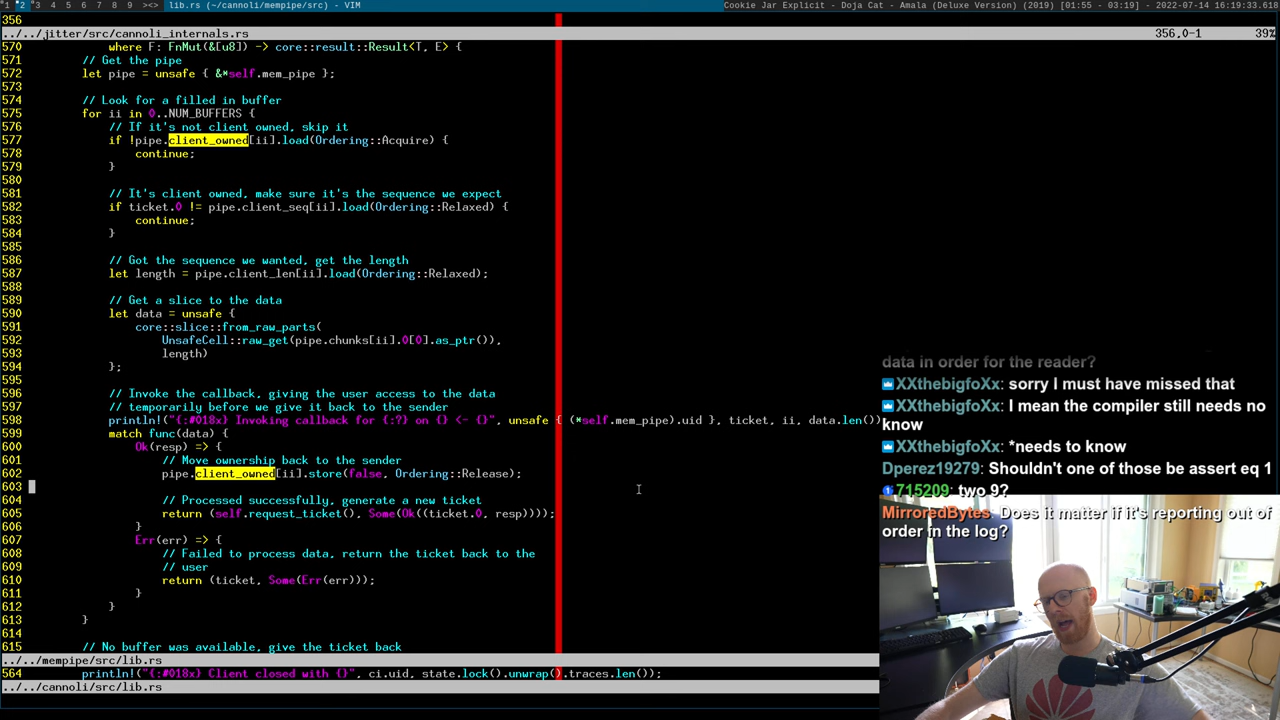 *1 *2 *3 *4 *5 *6 *7 *8 *9 ><> lib.rs (~/cannoli/mempipe/src) - VIM Cookie Jar Explicit - Doja Cat - Amala (Deluxe Version) (2019) [01:55 - 03:19] - 2022-07-14 16:19:33.618
356
../../jitter/src/cannoli_internals.rs 356,0-1 39%
570 where F: FnMut(&[u8]) -> core::result::Result<T, E> {
571 // Get the pipe
572 let pipe = unsafe { &*self.mem_pipe };
573
574 // Look for a filled in buffer
575 for ii in 0..NUM_BUFFERS {
576 // If it's not client owned, skip it
577 if !pipe.client_owned[ii].load(Ordering::Acquire) {
578 continue;
579 }
580
581 // It's client owned, make sure it's the sequence we expect
582 if ticket.0 != pipe.client_seq[ii].load(Ordering::Relaxed) {
583 continue;
584 }
585
586 // Got the sequence we wanted, get the length
587 let length = pipe.client_len[ii].load(Ordering::Relaxed);
588
589 // Get a slice to the data
590 let data = unsafe {
591 core::slice::from_raw_parts(
592 UnsafeCell::raw_get(pipe.chunks[ii].0[0].as_ptr()),
593 length)
594 };
595
596 // Invoke the callback, giving the user access to the data
597 // temporarily before we give it back to the sender
598 println!("{:#018x} Invoking callback for {:?} on {} <- {}", unsafe { (*self.mem_pipe).uid }, ticket, ii, data.len())
599 match func(data) {
600 Ok(resp) => {
601 // Move ownership back to the sender
602 pipe.client_owned[ii].store(false, Ordering::Release);
603
604 // Processed successfully, generate a new ticket
605 return (self.request_ticket(), Some(Ok((ticket.0, resp))));
606 }
607 Err(err) => {
608 // Failed to process data, return the ticket back to the
609 // user
610 return (ticket, Some(Err(err)));
611 }
612 }
613 }
614
615 // No buffer was available, give the ticket back
../../mempipe/src/lib.rs
564 println!("{:#018x} Client closed with {}", ci.uid, state.lock().unwrap().traces.len());
../../cannoli/src/lib.rs
data in order for the reader?
XXthebigfoXx: sorry I must have missed that
XXthebigfoXx: I mean the compiler still needs no
know
XXthebigfoXx: *needs to know
Dperez19279: Shouldn't one of those be assert eq 1
715209: two 9?
MirroredBytes: Does it matter if it's reporting out of
order in the log?